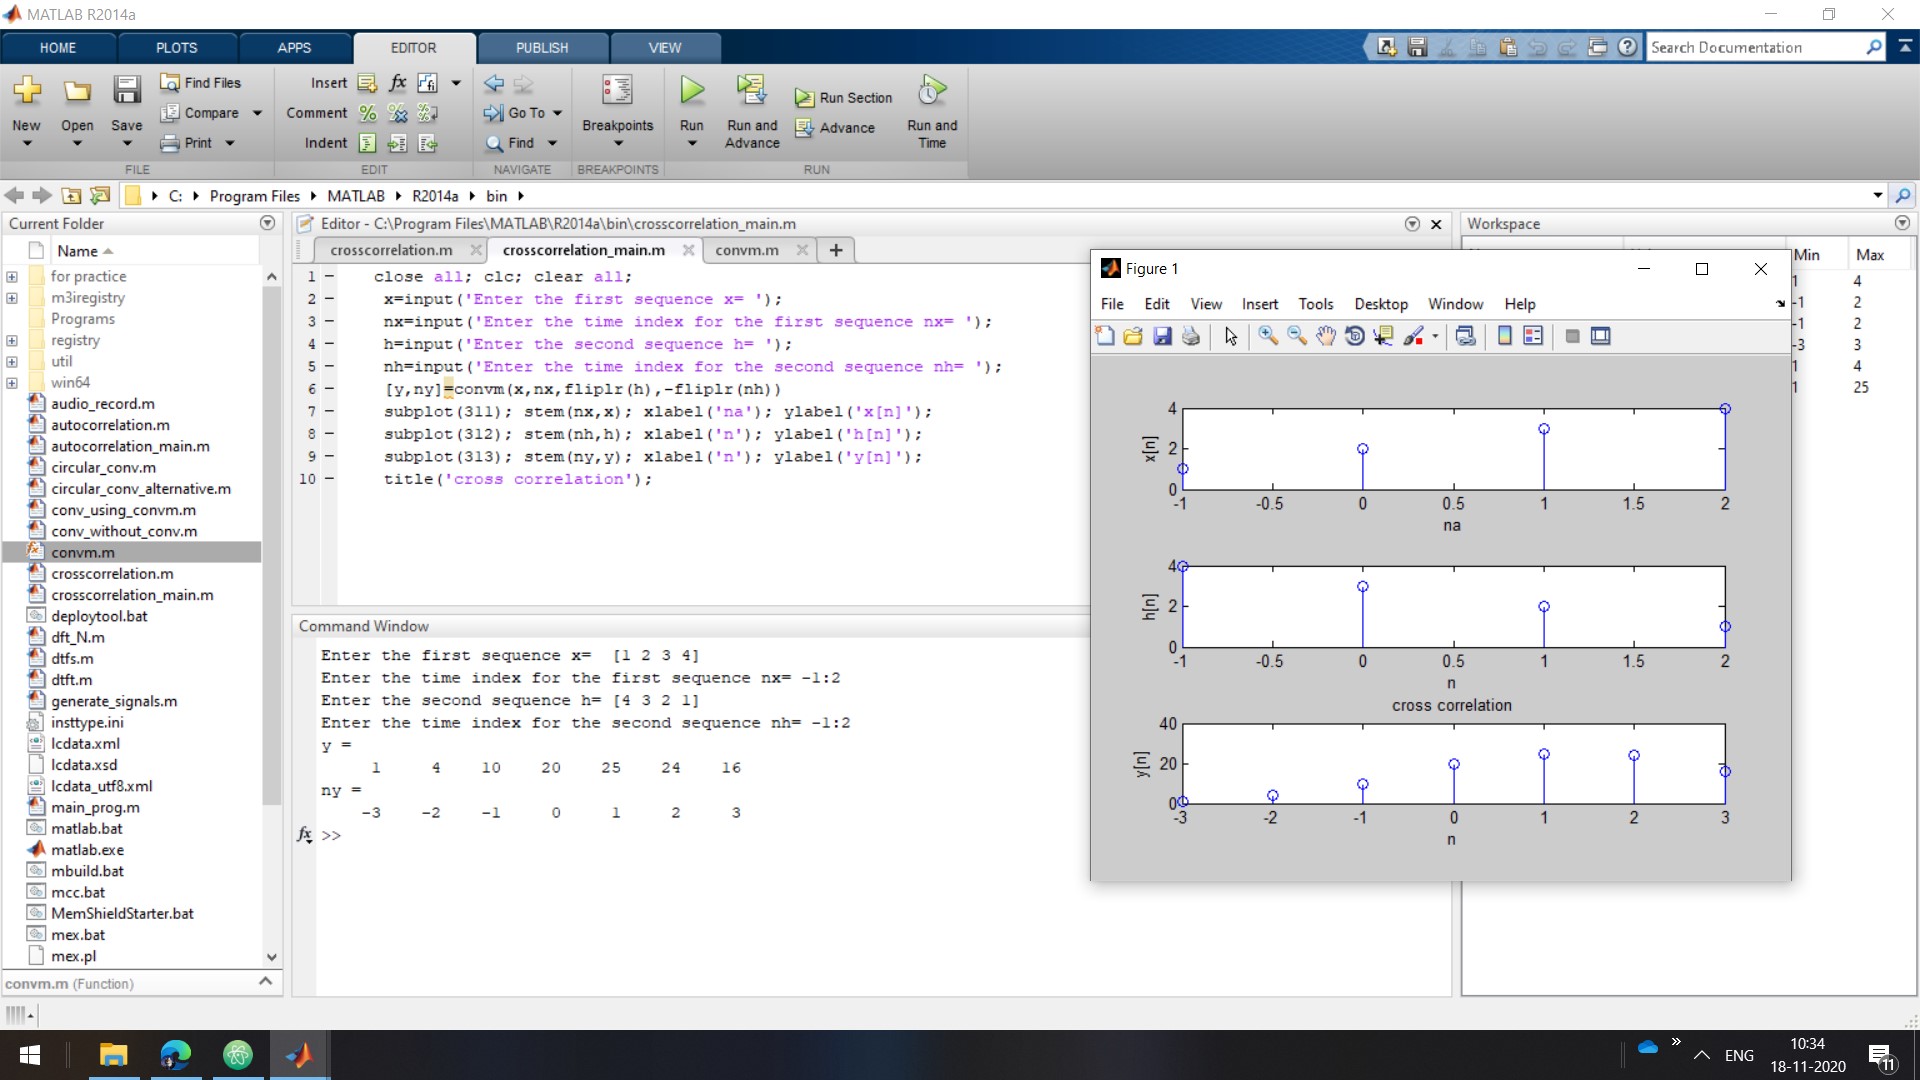 MATLAB R2014a
HOME PLOTS APPS EDITOR PUBLISH VIEW
Search Documentation
New Open Save Find Files Compare Print
FILE
Insert fx
Comment
Indent
EDIT
Go To
Find
NAVIGATE
Breakpoints
BREAKPOINTS
Run Run and Advance Run Section Advance Run and Time
RUN
C: Program Files MATLAB R2014a bin
Current Folder
Name
for practice
m3iregistry
Programs
registry
util
win64
audio_record.m
autocorrelation.m
autocorrelation_main.m
circular_conv.m
circular_conv_alternative.m
conv_using_convm.m
conv_without_conv.m
convm.m
crosscorrelation.m
crosscorrelation_main.m
deploytool.bat
dft_N.m
dtfs.m
dtft.m
generate_signals.m
insttype.ini
lcdata.xml
lcdata.xsd
lcdata_utf8.xml
main_prog.m
matlab.bat
matlab.exe
mbuild.bat
mcc.bat
MemShieldStarter.bat
mex.bat
mex.pl
convm.m (Function)
Editor - C:\Program Files\MATLAB\R2014a\bin\crosscorrelation_main.m
crosscorrelation.m crosscorrelation_main.m convm.m +
1 - close all; clc; clear all;
2 - x=input('Enter the first sequence x= ');
3 - nx=input('Enter the time index for the first sequence nx= ');
4 - h=input('Enter the second sequence h= ');
5 - nh=input('Enter the time index for the second sequence nh= ');
6 - [y,ny]=convm(x,nx,fliplr(h),-fliplr(nh))
7 - subplot(311); stem(nx,x); xlabel('na'); ylabel('x[n]');
8 - subplot(312); stem(nh,h); xlabel('n'); ylabel('h[n]');
9 - subplot(313); stem(ny,y); xlabel('n'); ylabel('y[n]');
10 - title('cross correlation');
Command Window
Enter the first sequence x= [1 2 3 4]
Enter the time index for the first sequence nx= -1:2
Enter the second sequence h= [4 3 2 1]
Enter the time index for the second sequence nh= -1:2
y =
1 4 10 20 25 24 16
ny =
-3 -2 -1 0 1 2 3
fx >>
Workspace
Min Max
1 4
-1 2
-1 2
-3 3
1 4
1 25
Figure 1
File Edit View Insert Tools Desktop Window Help
x[n]
4
2
0
-1 -0.5 0 0.5 1 1.5 2
na
h[n]
4
2
0
-1 -0.5 0 0.5 1 1.5 2
n
cross correlation
y[n]
40
20
0
-3 -2 -1 0 1 2 3
n
ENG
10:34
18-11-2020
11